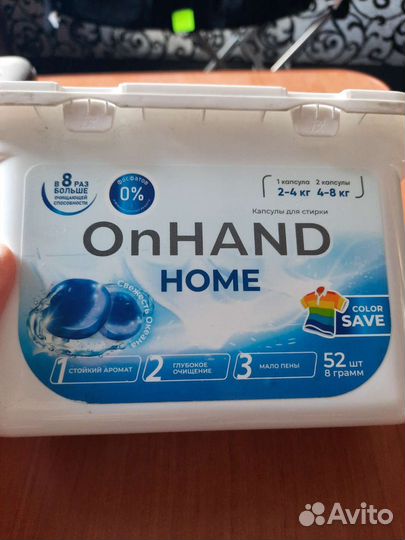 В 8 РАЗ
БОЛЬШЕ
ОЧИЩАЮЩЕЙ
СПОСОБНОСТИ
ФОСФАТОВ
0%
1 капсула 2 капсулы
2-4 кг 4-8 кг
Капсулы для стирки
OnHAND
HOME
Свежесть Океана
COLOR
SAVE
1 СТОЙКИЙ АРОМАТ
2 ГЛУБОКОЕ
ОЧИЩЕНИЕ
3 МАЛО ПЕНЫ
52 шт
8 грамм
Avito